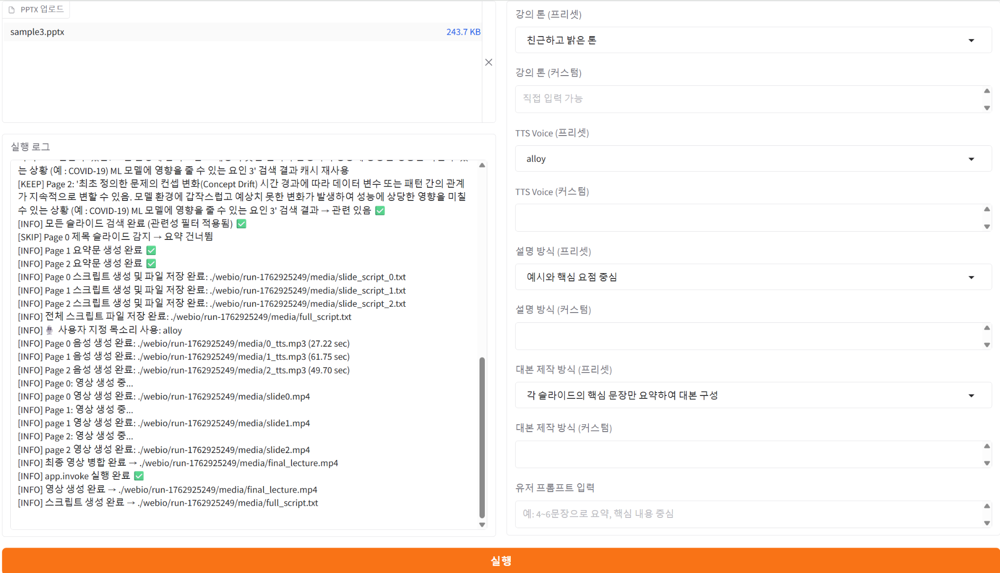 PPTX 업로드
sample3.pptx 243.7 KB
실행 로그
는 상황 (예 : COVID-19) ML 모델에 영향을 줄 수 있는 요인 3' 검색 결과 캐시 재사용
[KEEP] Page 2: '최초 정의한 문제의 컨셉 변화(Concept Drift) 시간 경과에 따라 데이터 변수 또는 패턴 간의 관계
가 지속적으로 변할 수 있음. 모델 환경에 갑작스럽고 예상치 못한 변화가 발생하여 성능에 상당한 영향을 미칠
수 있는 상황 (예 : COVID-19) ML 모델에 영향을 줄 수 있는 요인 3' 검색 결과 → 관련 있음 ✅
[INFO] 모든 슬라이드 검색 완료 (관련성 필터 적용됨) ✅
[SKIP] Page 0 제목 슬라이드 감지 → 요약 건너뜀
[INFO] Page 1 요약문 생성 완료 ✅
[INFO] Page 2 요약문 생성 완료 ✅
[INFO] Page 0 스크립트 생성 및 파일 저장 완료: ./webio/run-1762925249/media/slide_script_0.txt
[INFO] Page 1 스크립트 생성 및 파일 저장 완료: ./webio/run-1762925249/media/slide_script_1.txt
[INFO] Page 2 스크립트 생성 및 파일 저장 완료: ./webio/run-1762925249/media/slide_script_2.txt
[INFO] 전체 스크립트 파일 저장 완료: ./webio/run-1762925249/media/full_script.txt
[INFO] 🎙️ 사용자 지정 목소리 사용: alloy
[INFO] Page 0 음성 생성 완료: ./webio/run-1762925249/media/0_tts.mp3 (27.22 sec)
[INFO] Page 1 음성 생성 완료: ./webio/run-1762925249/media/1_tts.mp3 (61.75 sec)
[INFO] Page 2 음성 생성 완료: ./webio/run-1762925249/media/2_tts.mp3 (49.70 sec)
[INFO] Page 0: 영상 생성 중...
[INFO] page 0 영상 생성 완료: ./webio/run-1762925249/media/slide0.mp4
[INFO] Page 1: 영상 생성 중...
[INFO] page 1 영상 생성 완료: ./webio/run-1762925249/media/slide1.mp4
[INFO] Page 2: 영상 생성 중...
[INFO] page 2 영상 생성 완료: ./webio/run-1762925249/media/slide2.mp4
[INFO] 최종 영상 병합 완료 → ./webio/run-1762925249/media/final_lecture.mp4
[INFO] app.invoke 실행 완료 ✅
[INFO] 영상 생성 완료 → ./webio/run-1762925249/media/final_lecture.mp4
[INFO] 스크립트 생성 완료 → ./webio/run-1762925249/media/full_script.txt
강의 톤 (프리셋)
친근하고 밝은 톤
강의 톤 (커스텀)
직접 입력 가능
TTS Voice (프리셋)
alloy
TTS Voice (커스텀)
설명 방식 (프리셋)
예시와 핵심 요점 중심
설명 방식 (커스텀)
대본 제작 방식 (프리셋)
각 슬라이드의 핵심 문장만 요약하여 대본 구성
대본 제작 방식 (커스텀)
유저 프롬프트 입력
예: 4~6문장으로 요약, 핵심 내용 중심
실행